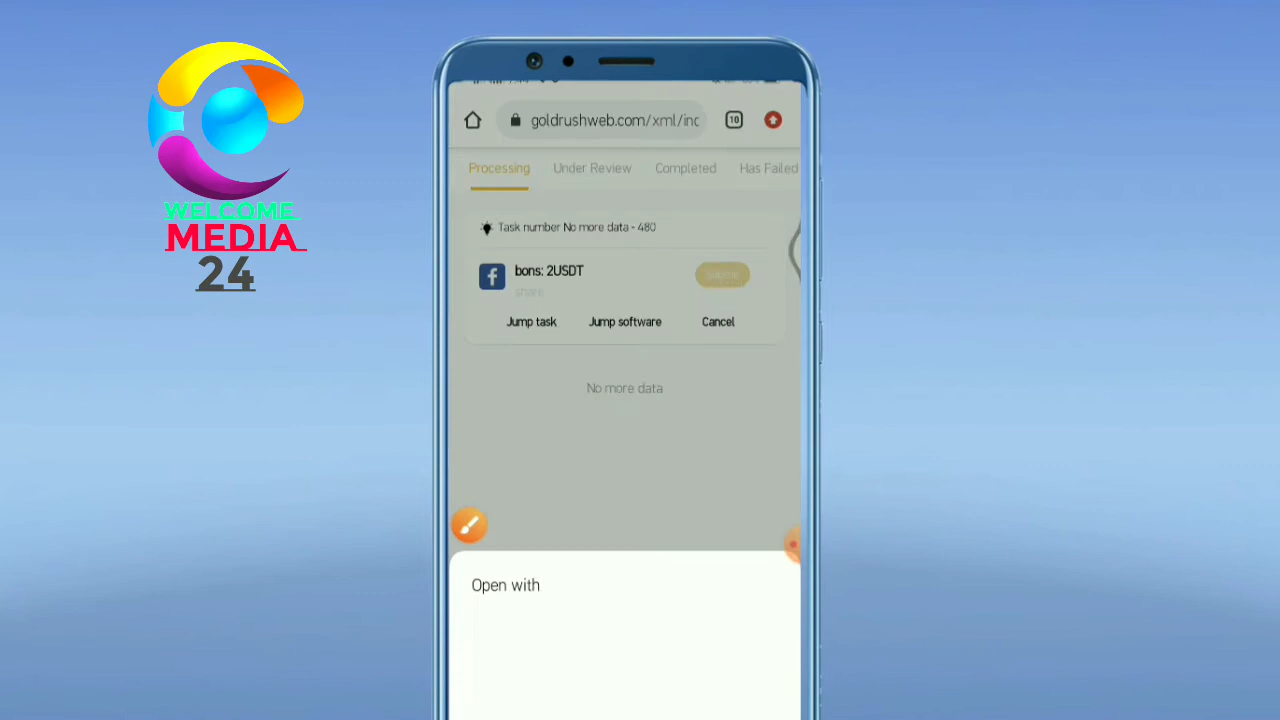 WELCOME
MEDIA
24
goldrushweb.com/xml/inc
10
Processing
Under Review
Completed
Has Failed
Task number No more data - 480
bons: 2USDT
share
Jump task
Jump software
Cancel
No more data
Open with